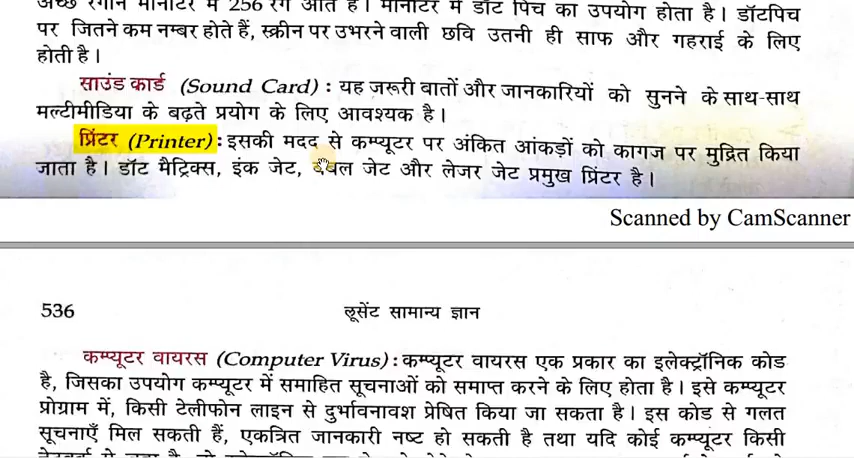 अच्छे रंगीन मॉनीटर में 256 रंग आते हैं। मॉनीटर में डॉट पिच का उपयोग होता है। डॉटपिच
पर जितने कम नम्बर होते हैं, स्क्रीन पर उभरने वाली छवि उतनी ही साफ और गहराई के लिए
होती है।
साउंड कार्ड (Sound Card) : यह ज़रूरी बातों और जानकारियों को सुनने के साथ-साथ
मल्टीमीडिया के बढ़ते प्रयोग के लिए आवश्यक है।
प्रिंटर (Printer) : इसकी मदद से कम्प्यूटर पर अंकित आंकड़ों को कागज पर मुद्रित किया
जाता है। डॉट मैट्रिक्स, इंक जेट, जेट और लेजर जेट प्रमुख प्रिंटर है।
Scanned by CamScanner
536 लूसेंट सामान्य ज्ञान
कम्प्यूटर वायरस (Computer Virus) : कम्प्यूटर वायरस एक प्रकार का इलेक्ट्रॉनिक कोड
है, जिसका उपयोग कम्प्यूटर में समाहित सूचनाओं को समाप्त करने के लिए होता है। इसे कम्प्यूटर
प्रोग्राम में, किसी टेलीफोन लाइन से दुर्भावनावश प्रेषित किया जा सकता है। इस कोड से गलत
सूचनाएँ मिल सकती हैं, एकत्रित जानकारी नष्ट हो सकती है तथा यदि कोई कम्प्यूटर किसी